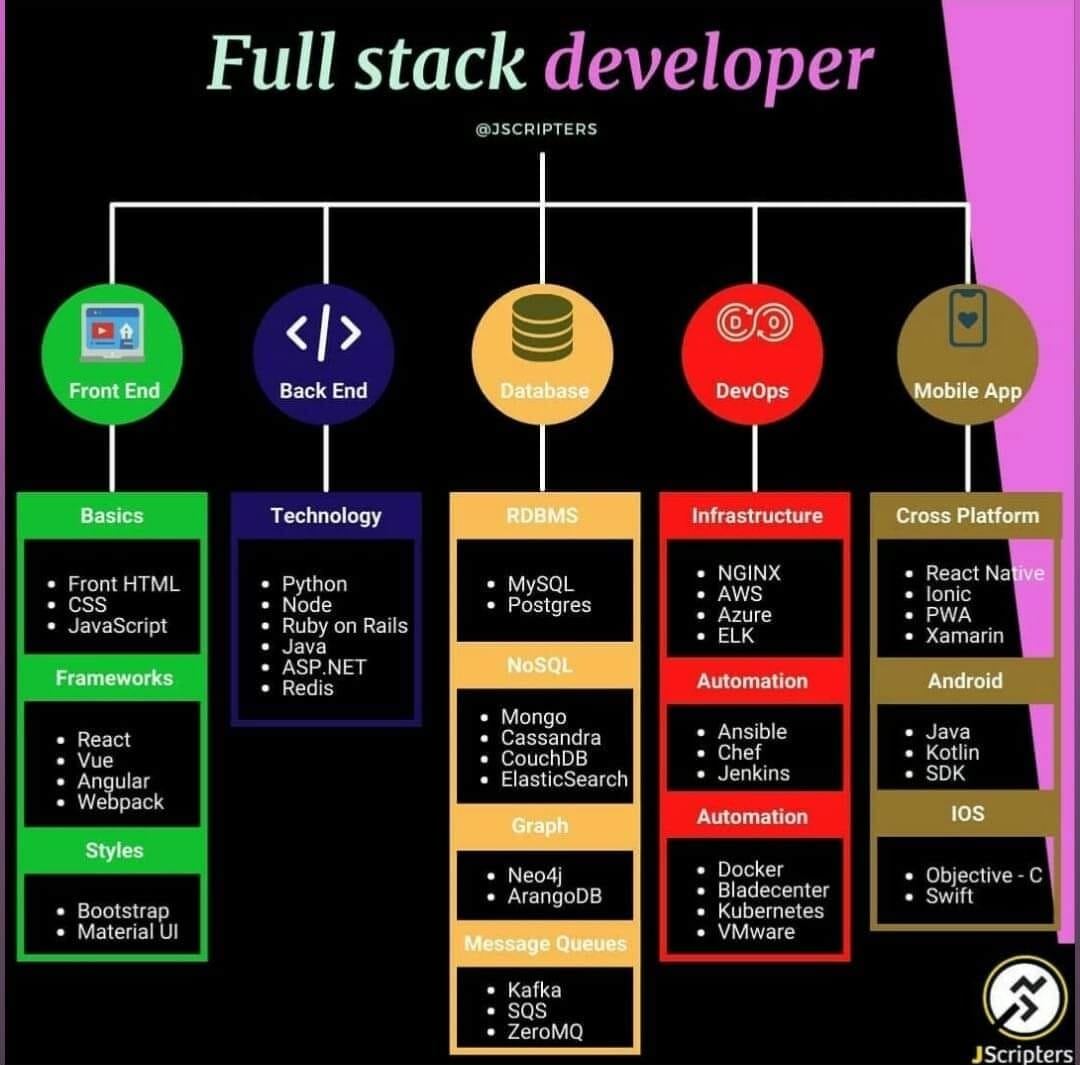 Full stack developer
@JSCRIPTERS
Front End
Back End
Database
DevOps
Mobile App
Basics
• Front HTML
• CSS
• JavaScript
Frameworks
• React
• Vue
• Angular
• Webpack
Styles
• Bootstrap
• Material UI
Technology
• Python
• Node
• Ruby on Rails
• Java
• ASP.NET
• Redis
RDBMS
• MySQL
• Postgres
NoSQL
• Mongo
• Cassandra
• CouchDB
• ElasticSearch
Graph
• Neo4j
• ArangoDB
Message Queues
• Kafka
• SQS
• ZeroMQ
Infrastructure
• NGINX
• AWS
• Azure
• ELK
Automation
• Ansible
• Chef
• Jenkins
Automation
• Docker
• Bladecenter
• Kubernetes
• VMware
Cross Platform
• React Native
• Ionic
• PWA
• Xamarin
Android
• Java
• Kotlin
• SDK
IOS
• Objective - C
• Swift
JScripters